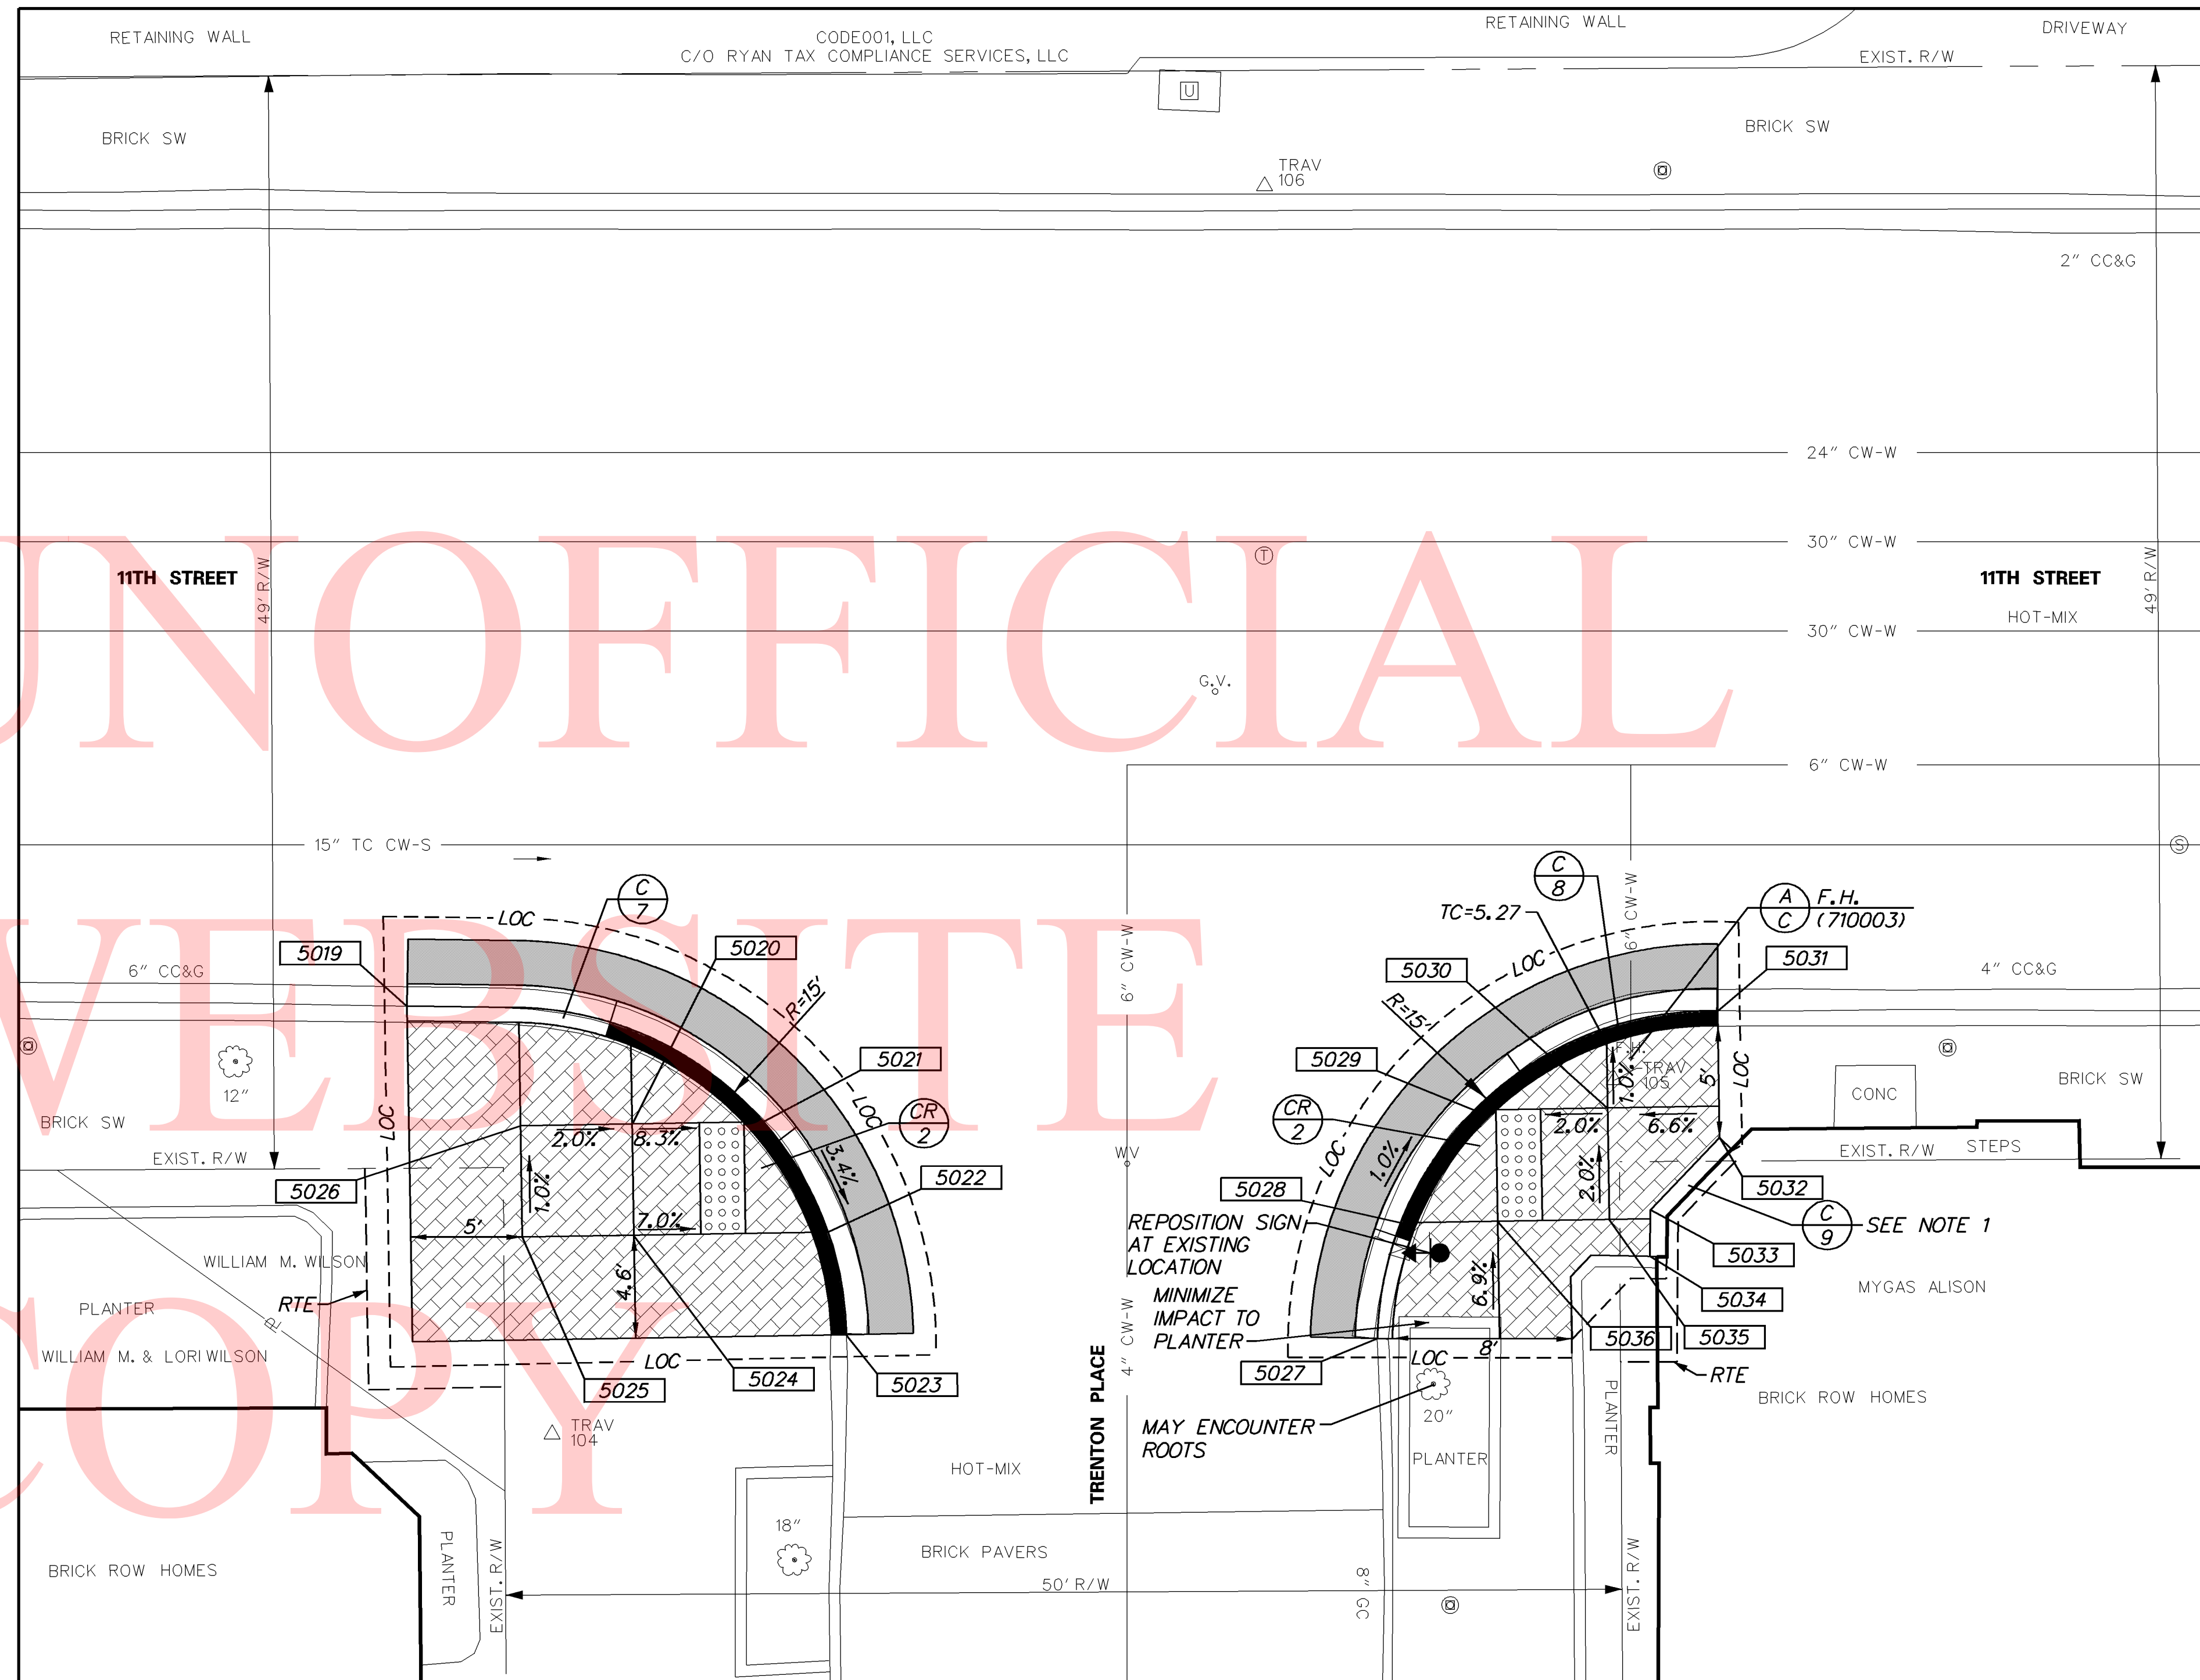 RETAINING WALL
CODE001, LLC
C/O RYAN TAX COMPLIANCE SERVICES, LLC
RETAINING WALL
DRIVEWAY
EXIST. R/W
U
BRICK SW
BRICK SW
TRAV
106
2" CC&G
24" CW-W
30" CW-W
11TH STREET
49' R/W
T
11TH STREET
49' R/W
HOT-MIX
30" CW-W
G.V.
UNOFFICIAL
6" CW-W
15" TC CW-S
S
C
7
C
8
6" CW-W
A
C
F.H.
(710003)
LOC
TC=5.27
5019
5020
5030
5031
LOC
6" CC&G
6" CW-W
4" CC&G
R=15'
R=15'
WEBSITE
12"
5021
5029
F.H.
TRAV
105
1.0%
5'
LOC
CONC
BRICK SW
BRICK SW
LOC
CR
2
CR
2
LOC
2.0%
8.3%
2.0%
6.6%
EXIST. R/W
WV
LOC
1.0%
EXIST. R/W
STEPS
3.4%
5026
1.0%
5022
5028
2.0%
5032
5'
7.0%
REPOSITION SIGN
AT EXISTING
LOCATION
C
9
SEE NOTE 1
5033
WILLIAM M. WILSON
4.6'
6.9%
MYGAS ALISON
PLANTER
RTE
MINIMIZE
IMPACT TO
PLANTER
5034
5036
5035
WILLIAM M. & LORI WILSON
LOC
4" CW-W
LOC
8'
5025
5024
5023
5027
RTE
TRENTON PLACE
20"
PLANTER
BRICK ROW HOMES
TRAV
104
MAY ENCOUNTER
ROOTS
PLANTER
HOT-MIX
COPY
18"
BRICK PAVERS
PLANTER
EXIST. R/W
BRICK ROW HOMES
50' R/W
8" GC
EXIST. R/W